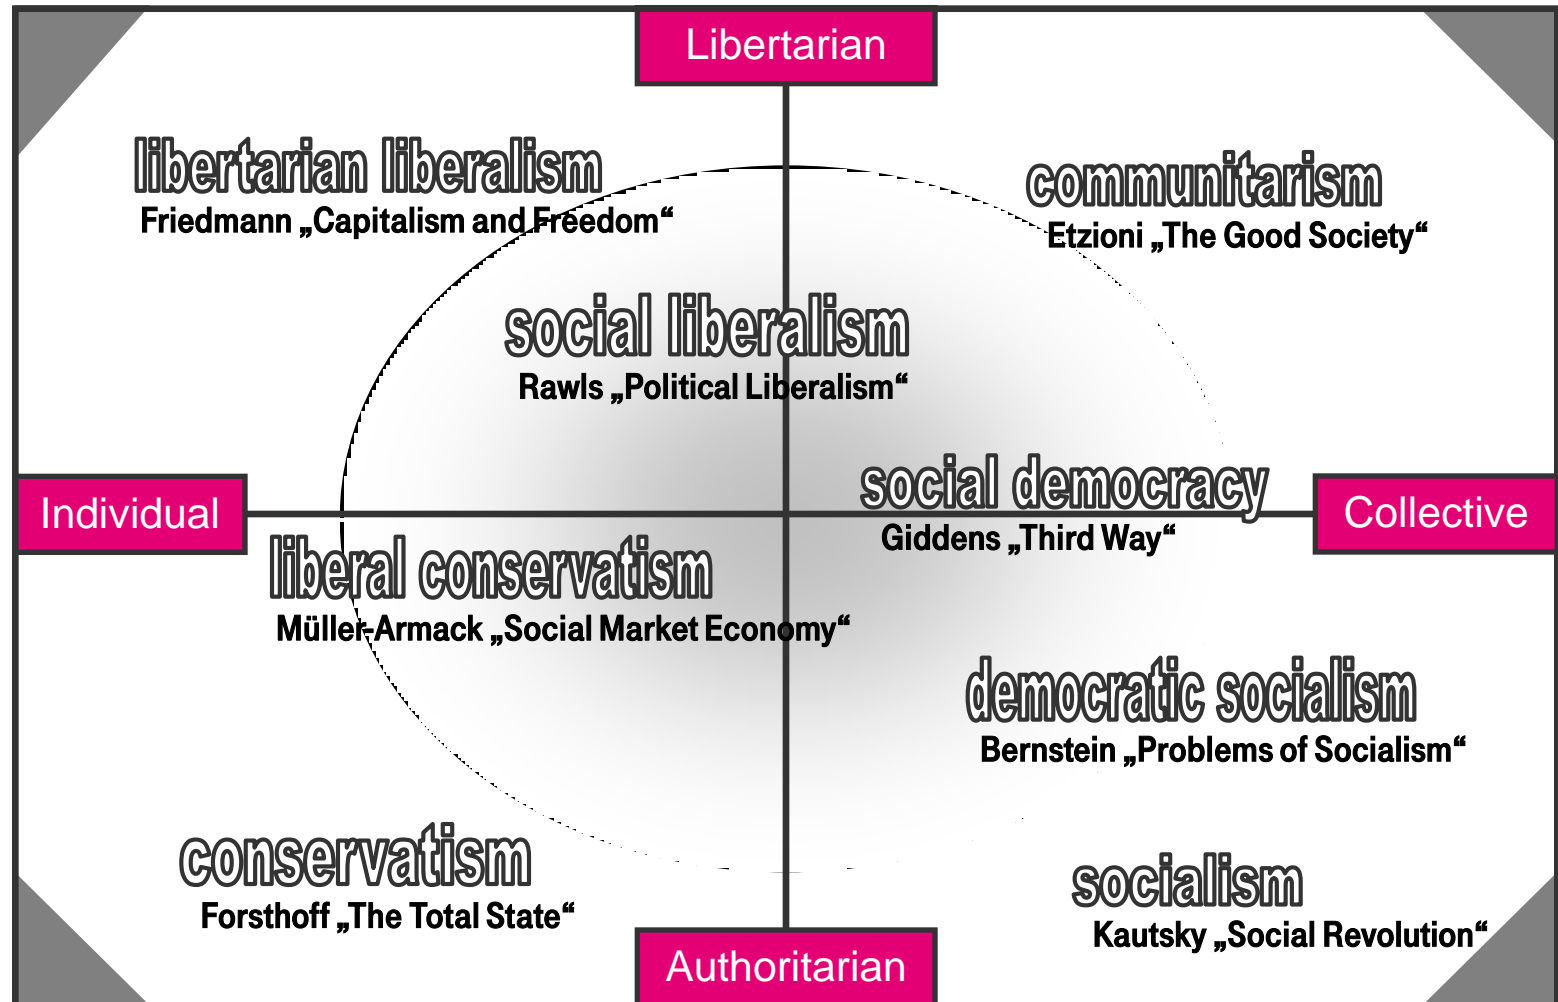 Libertarian
libertarian liberalism
Friedmann „Capitalism and Freedom“
communitarism
Etzioni „The Good Society“
social liberalism
Rawls „Political Liberalism“
social democracy
Giddens „Third Way“
Individual
Collective
liberal conservatism
Müller-Armack „Social Market Economy“
democratic socialism
Bernstein „Problems of Socialism“
conservatism
Forsthoff „The Total State“
socialism
Kautsky „Social Revolution“
Authoritarian